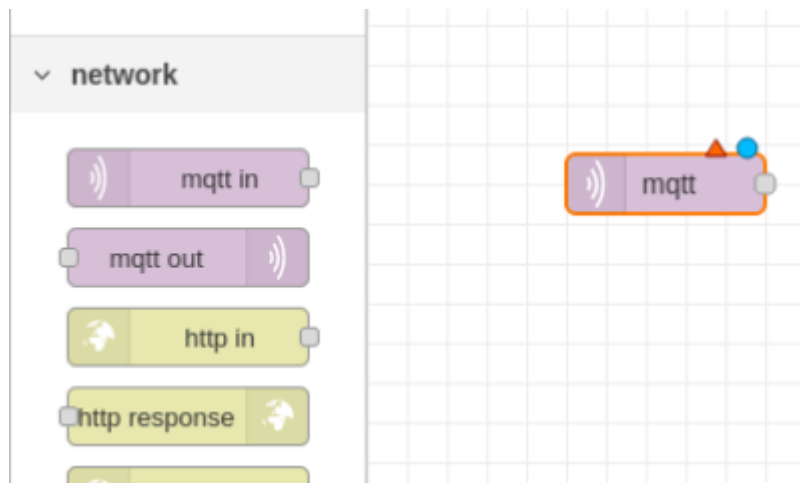 network
mqtt in
mqtt
mqtt out
http in
http response